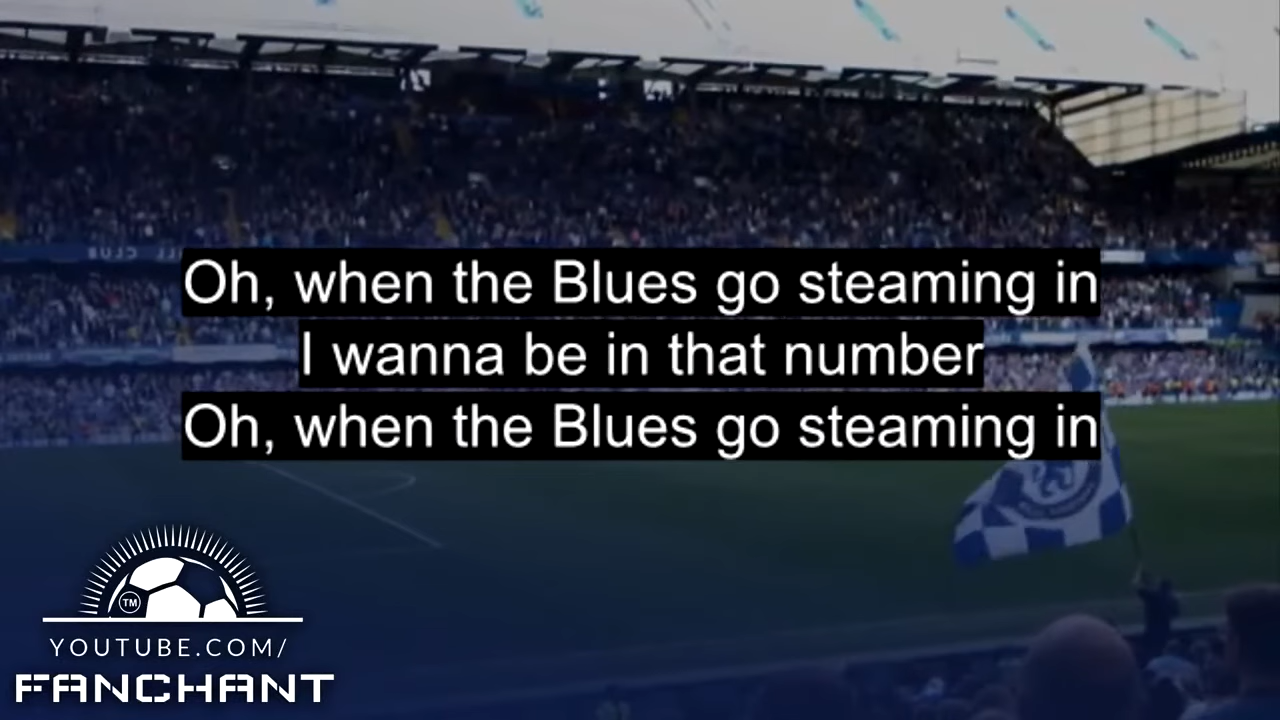 Oh, when the Blues go steaming in
I wanna be in that number
Oh, when the Blues go steaming in
TM
YOUTUBE.COM/
FANCHANT